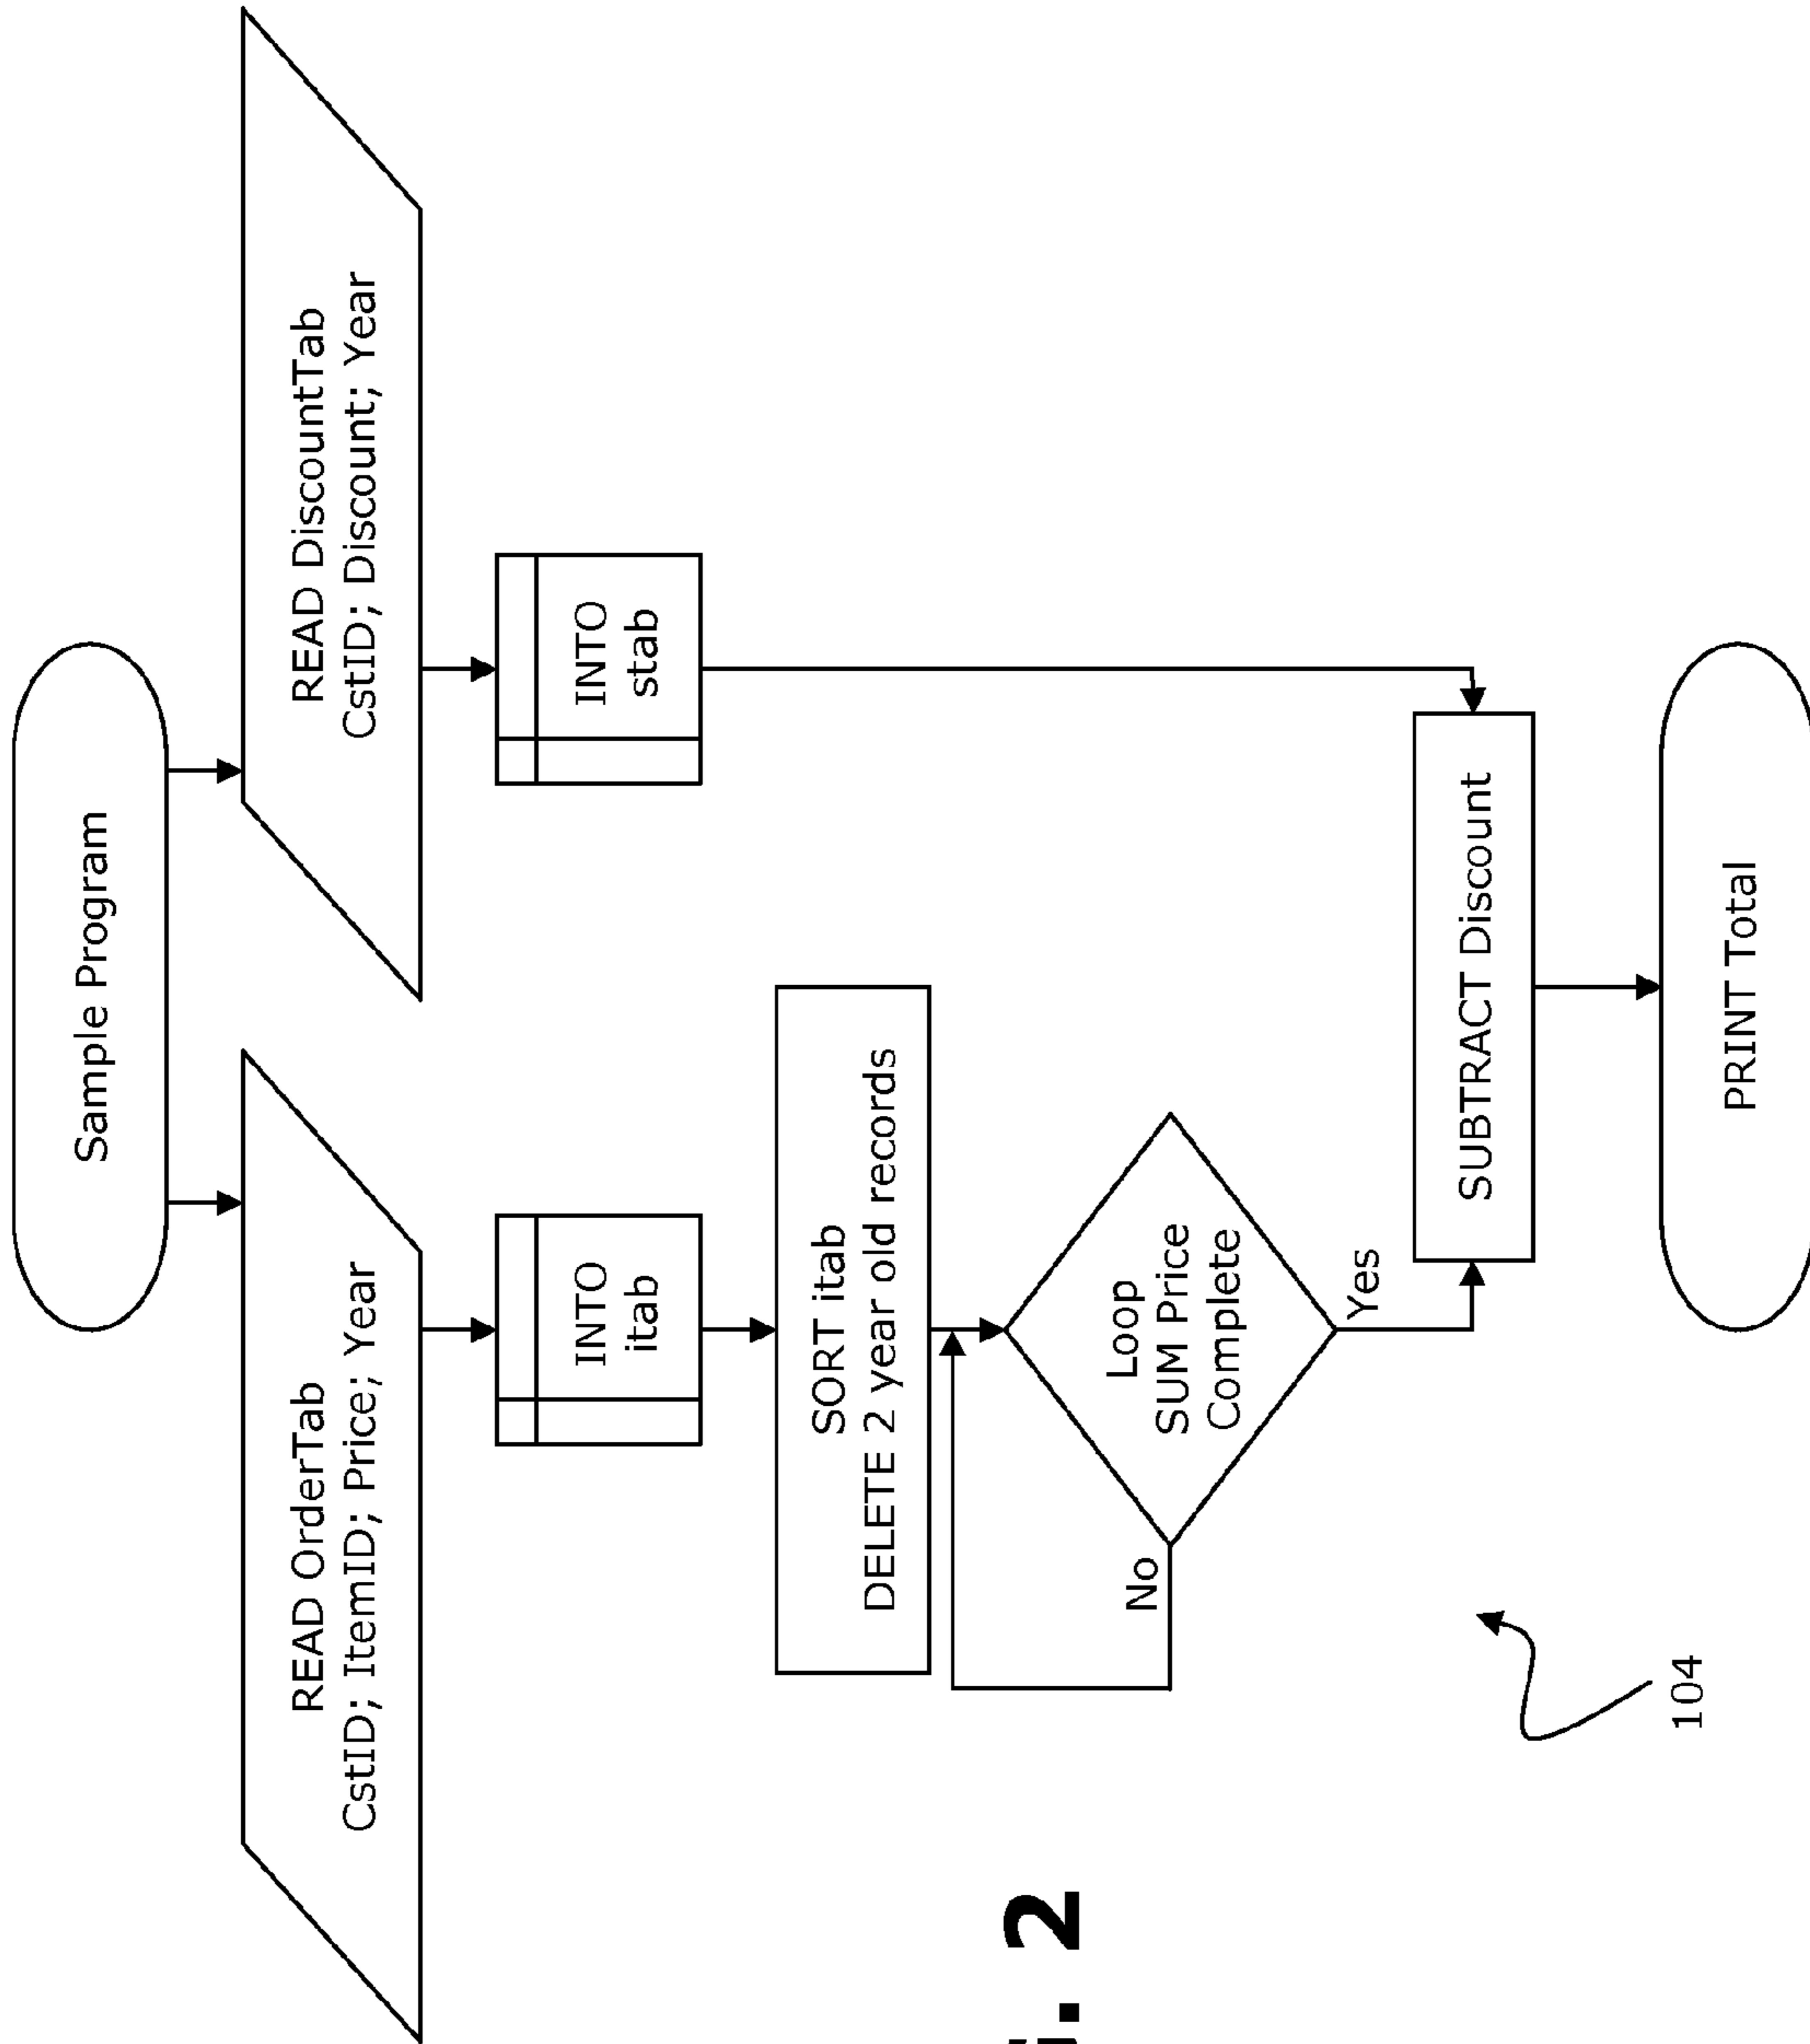 Sample Program
READ OrderTab
CstID; ItemID; Price; Year
READ DiscountTab
CstID; Discount; Year
INTO
itab
INTO
stab
SORT itab
DELETE 2 year old records
Loop
SUM Price
Complete
No
Yes
SUBTRACT Discount
PRINT Total
104
. 2